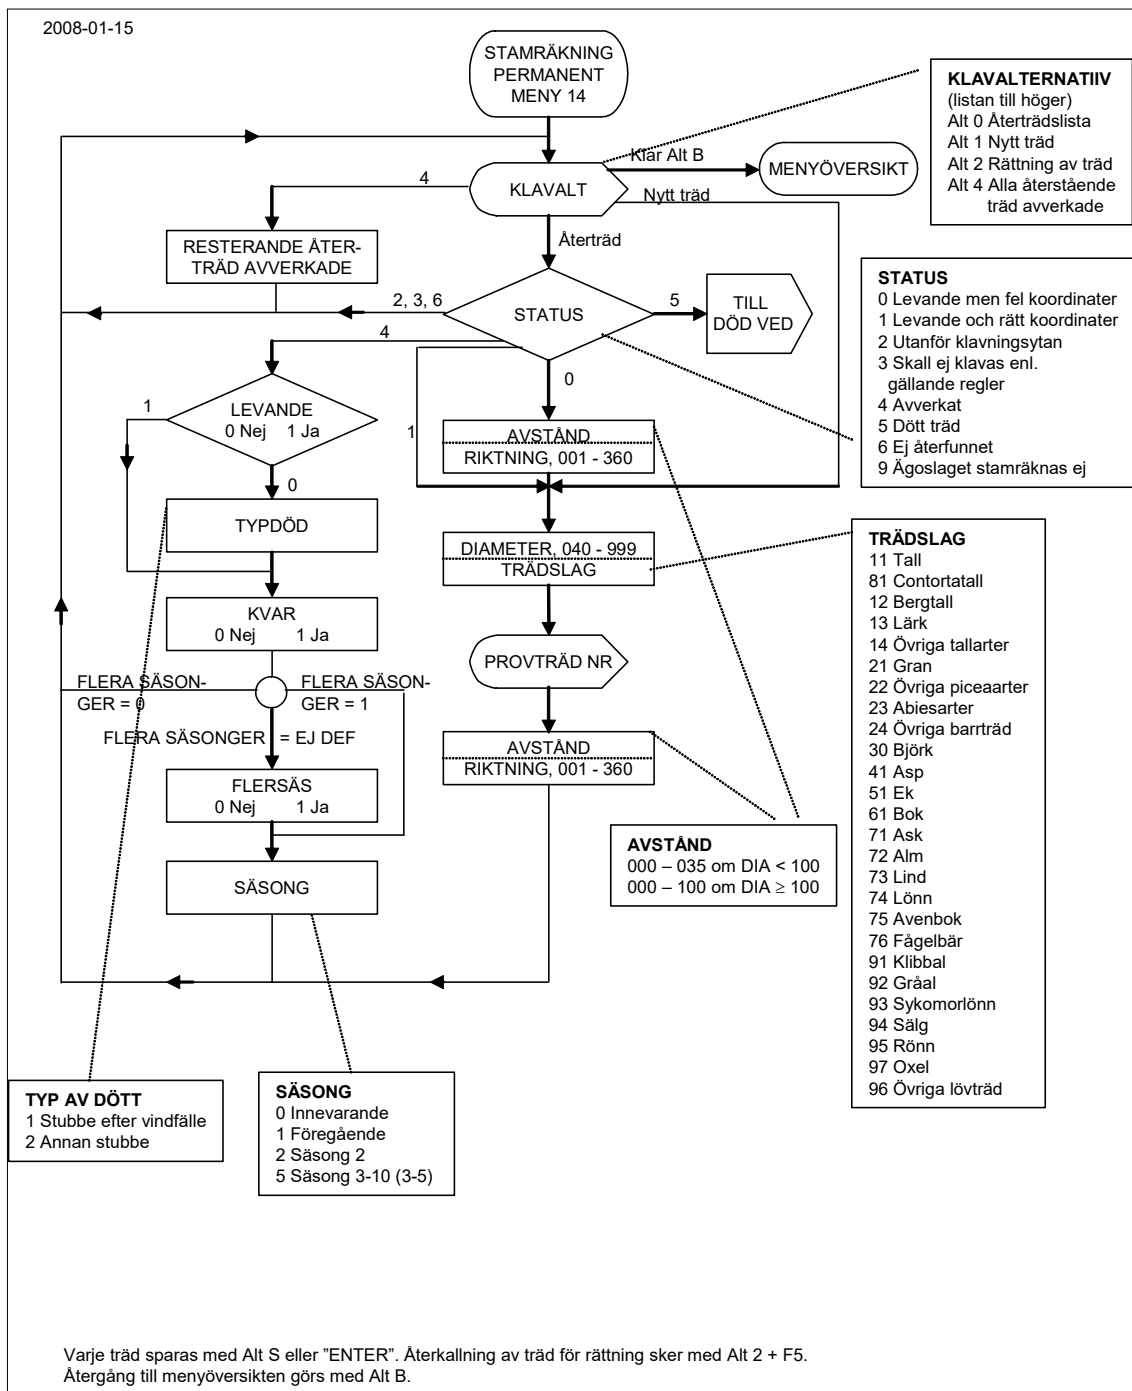 2008-01-15
STAMRÄKNING
PERMANENT
MENY 14
KLAVALTERNATIIV
(listan till höger)
Alt 0 Återträdslista
Alt 1 Nytt träd
Alt 2 Rättning av träd
Alt 4 Alla återstående
träd avverkade
Klar Alt B
MENYÖVERSIKT
4
KLAVALT
Nytt träd
Återträd
RESTERANDE ÅTER-
TRÄD AVVERKADE
STATUS
0 Levande men fel koordinater
1 Levande och rätt koordinater
2 Utanför klavningsytan
3 Skall ej klavas enl.
gällande regler
4 Avverkat
5 Dött träd
6 Ej återfunnet
9 Ägoslaget stamräknas ej
2, 3, 6
STATUS
5
TILL
DÖD VED
4
0
1
LEVANDE
0 Nej 1 Ja
1
AVSTÅND
RIKTNING, 001 - 360
0
TYPDÖD
DIAMETER, 040 - 999
TRÄDSLAG
TRÄDSLAG
11 Tall
81 Contortatall
12 Bergtall
13 Lärk
14 Övriga tallarter
21 Gran
22 Övriga piceaarter
23 Abiesarter
24 Övriga barrträd
30 Björk
41 Asp
51 Ek
61 Bok
71 Ask
72 Alm
73 Lind
74 Lönn
75 Avenbok
76 Fågelbär
91 Klibbal
92 Gråal
93 Sykomorlönn
94 Sälg
95 Rönn
97 Oxel
96 Övriga lövträd
KVAR
0 Nej 1 Ja
PROVTRÄD NR
FLERA SÄSON-
GER = 0
FLERA SÄSON-
GER = 1
FLERA SÄSONGER = EJ DEF
AVSTÅND
RIKTNING, 001 - 360
FLERSÄS
0 Nej 1 Ja
AVSTÅND
000 – 035 om DIA < 100
000 – 100 om DIA ≥ 100
SÄSONG
TYP AV DÖTT
1 Stubbe efter vindfälle
2 Annan stubbe
SÄSONG
0 Innevarande
1 Föregående
2 Säsong 2
5 Säsong 3-10 (3-5)
Varje träd sparas med Alt S eller ”ENTER”. Återkallning av träd för rättning sker med Alt 2 + F5.
Återgång till menyöversikten görs med Alt B.